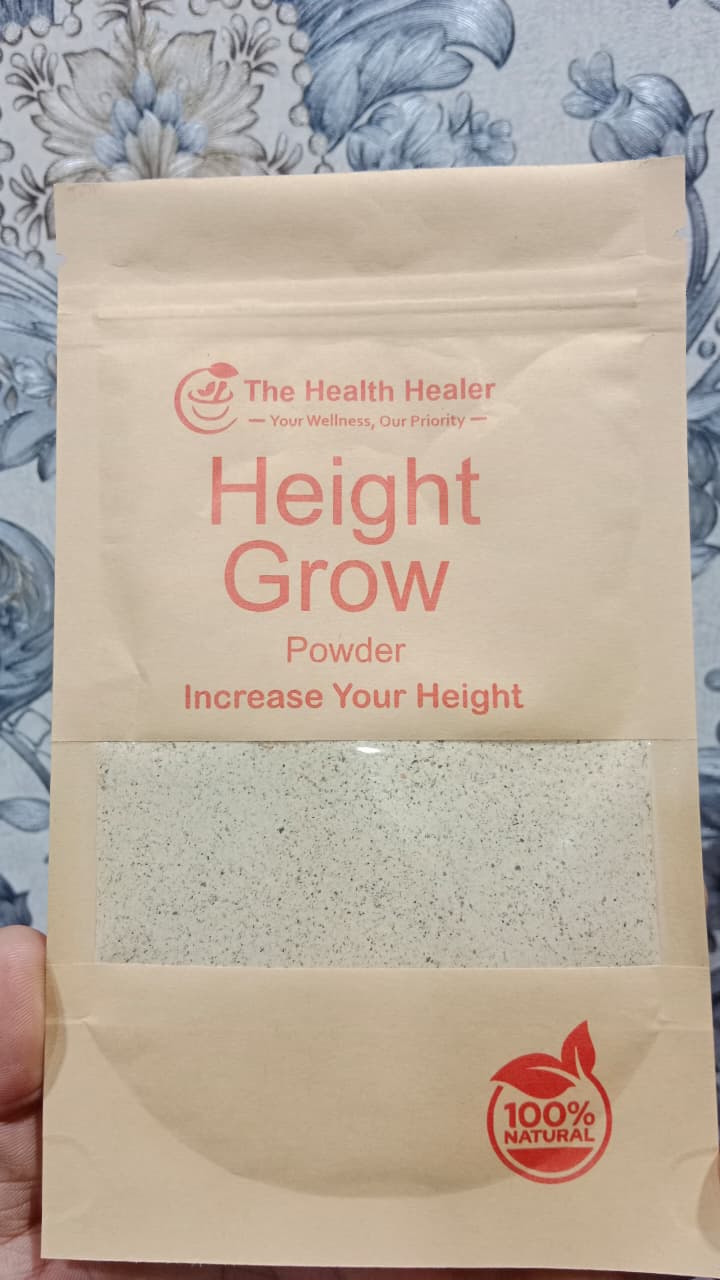 The Health Healer
— Your Wellness, Our Priority —
Height
Grow
Powder
Increase Your Height
100%
NATURAL